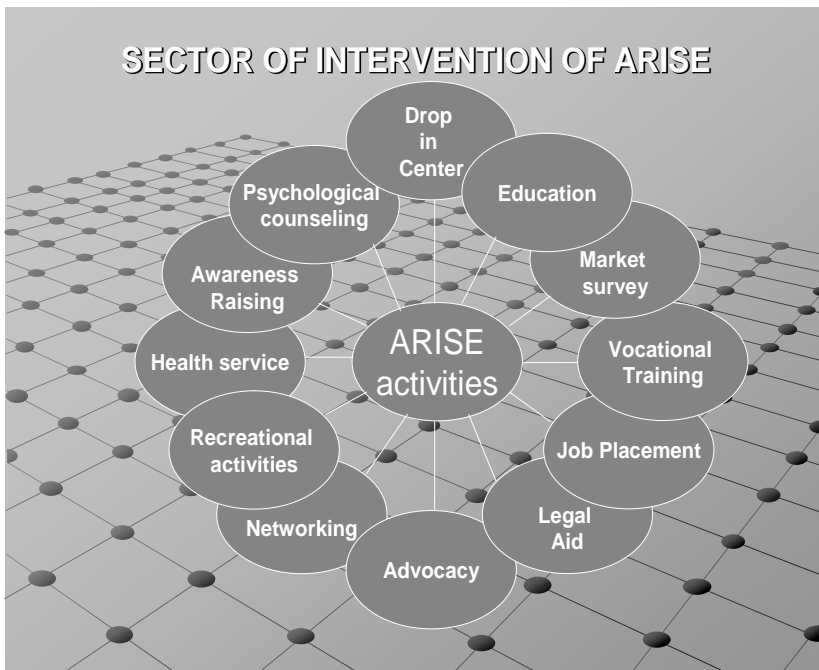 SECTOR OF INTERVENTION OF ARISE
Drop
in
Center
Education
Market
survey
Vocational
Training
Job Placement
Legal
Aid
Advocacy
Networking
Recreational
activities
Health service
Awareness
Raising
Psychological
counseling
ARISE
activities